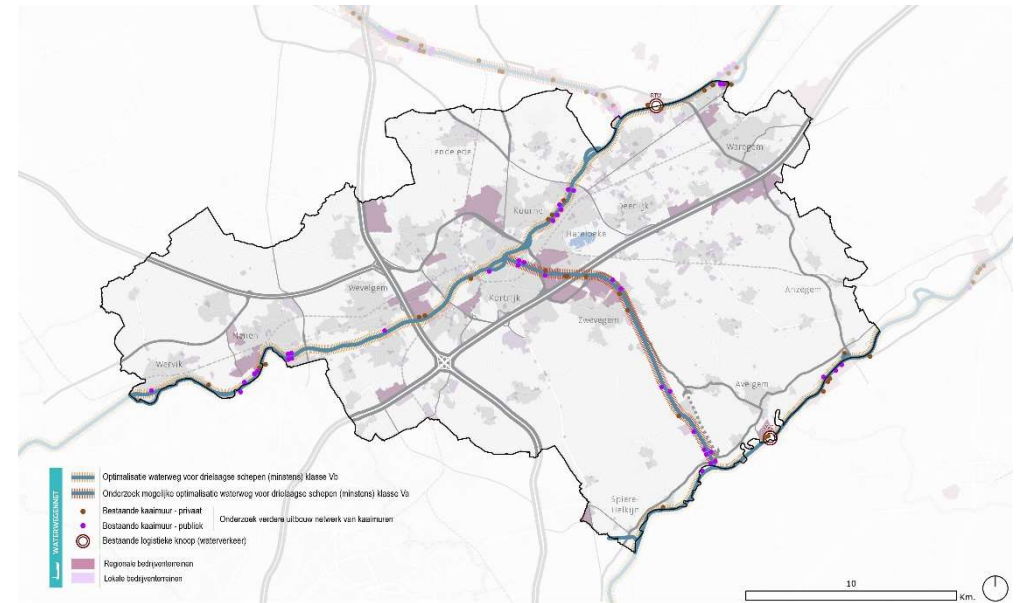 RTW
Waregem
Lendelede
Kuurne
Deerlijk
Harelbeke
Wevelgem
Kortrijk
Anzegem
Zwevegem
Menen
Wervik
Avelgem
Spiere-
Helkijn
WATERWEGENNET
Optimalisatie waterweg voor drielaagse schepen (minstens) klasse Vb
Onderzoek mogelijke optimalisatie waterweg voor drielaagse schepen (minstens) klasse Va
Bestaande kaaimuur - privaat
Onderzoek verdere uitbouw netwerk van kaaimuren
Bestaande kaaimuur - publiek
Bestaande logistieke knoop (waterverkeer)
Regionale bedrijventerreinen
Lokale bedrijventerreinen
10
Km.